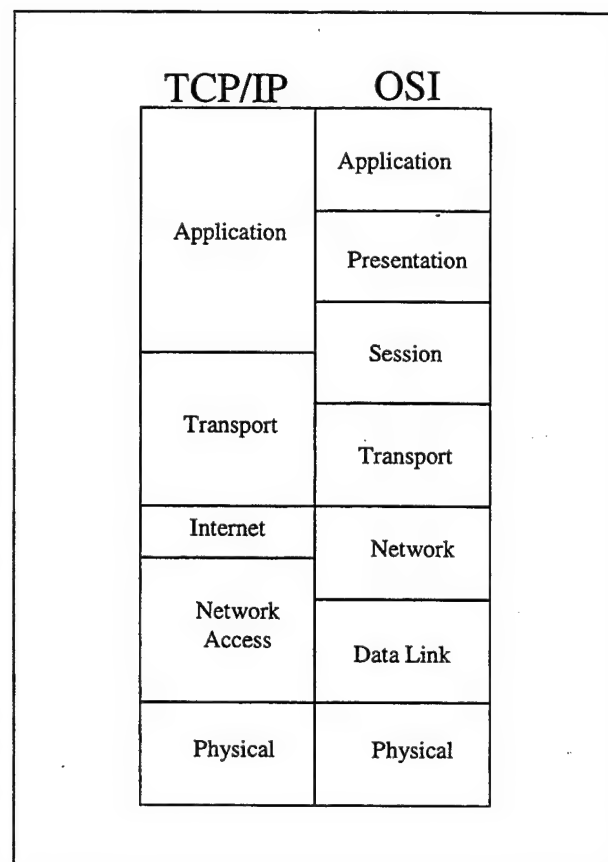 TCP/IP
OSI
Application
Transport
Internet
Network
Access
Physical
Application
Presentation
Session
Transport
Network
Data Link
Physical